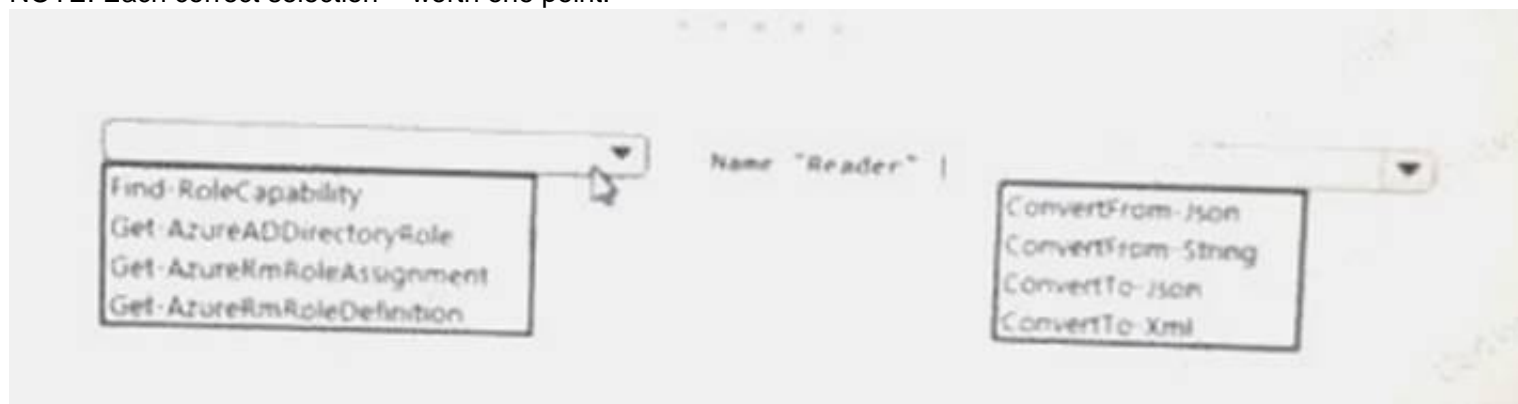 NOTE: Each correct selection worth one point.
Name "Reader" |
Find-RoleCapability
Get-AzureADDirectoryRole
Get-AzureRmRoleAssignment
Get-AzureRmRoleDefinition
ConvertFrom-Json
ConvertFrom-String
ConvertTo-Json
ConvertTo-Xml